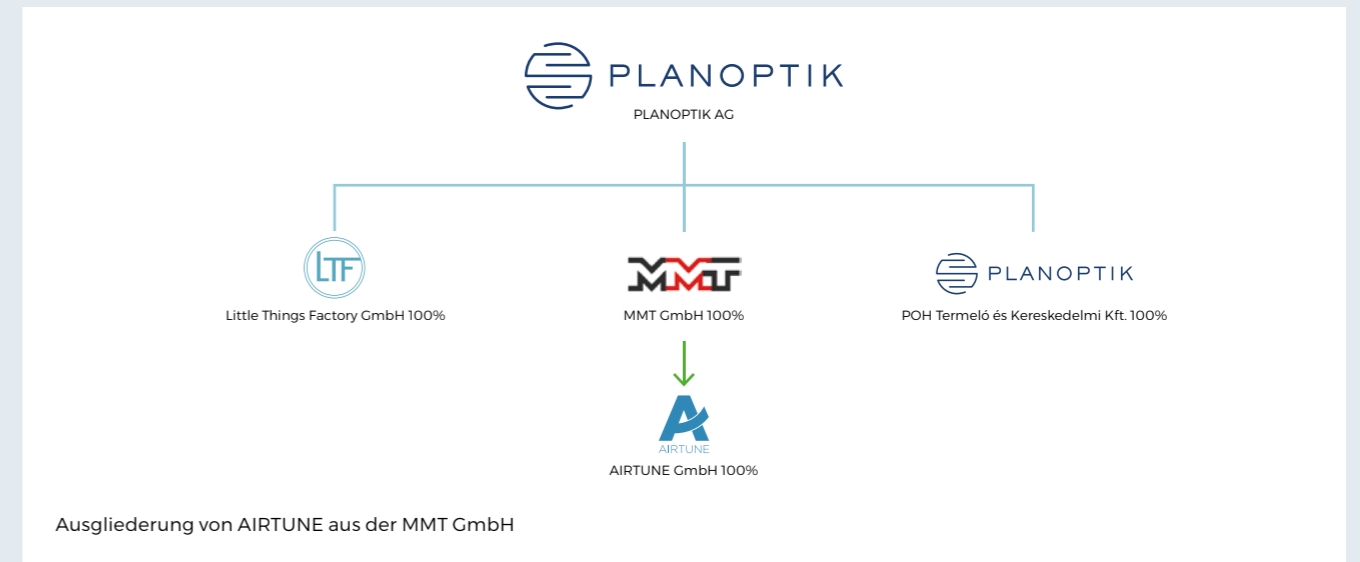 PLANOPTIK
PLANOPTIK AG
LTF
MMT
PLANOPTIK
Little Things Factory GmbH 100%
MMT GmbH 100%
POH Termeló és Kereskedelmi Kft. 100%
AIRTUNE
AIRTUNE GmbH 100%
Ausgliederung von AIRTUNE aus der MMT GmbH